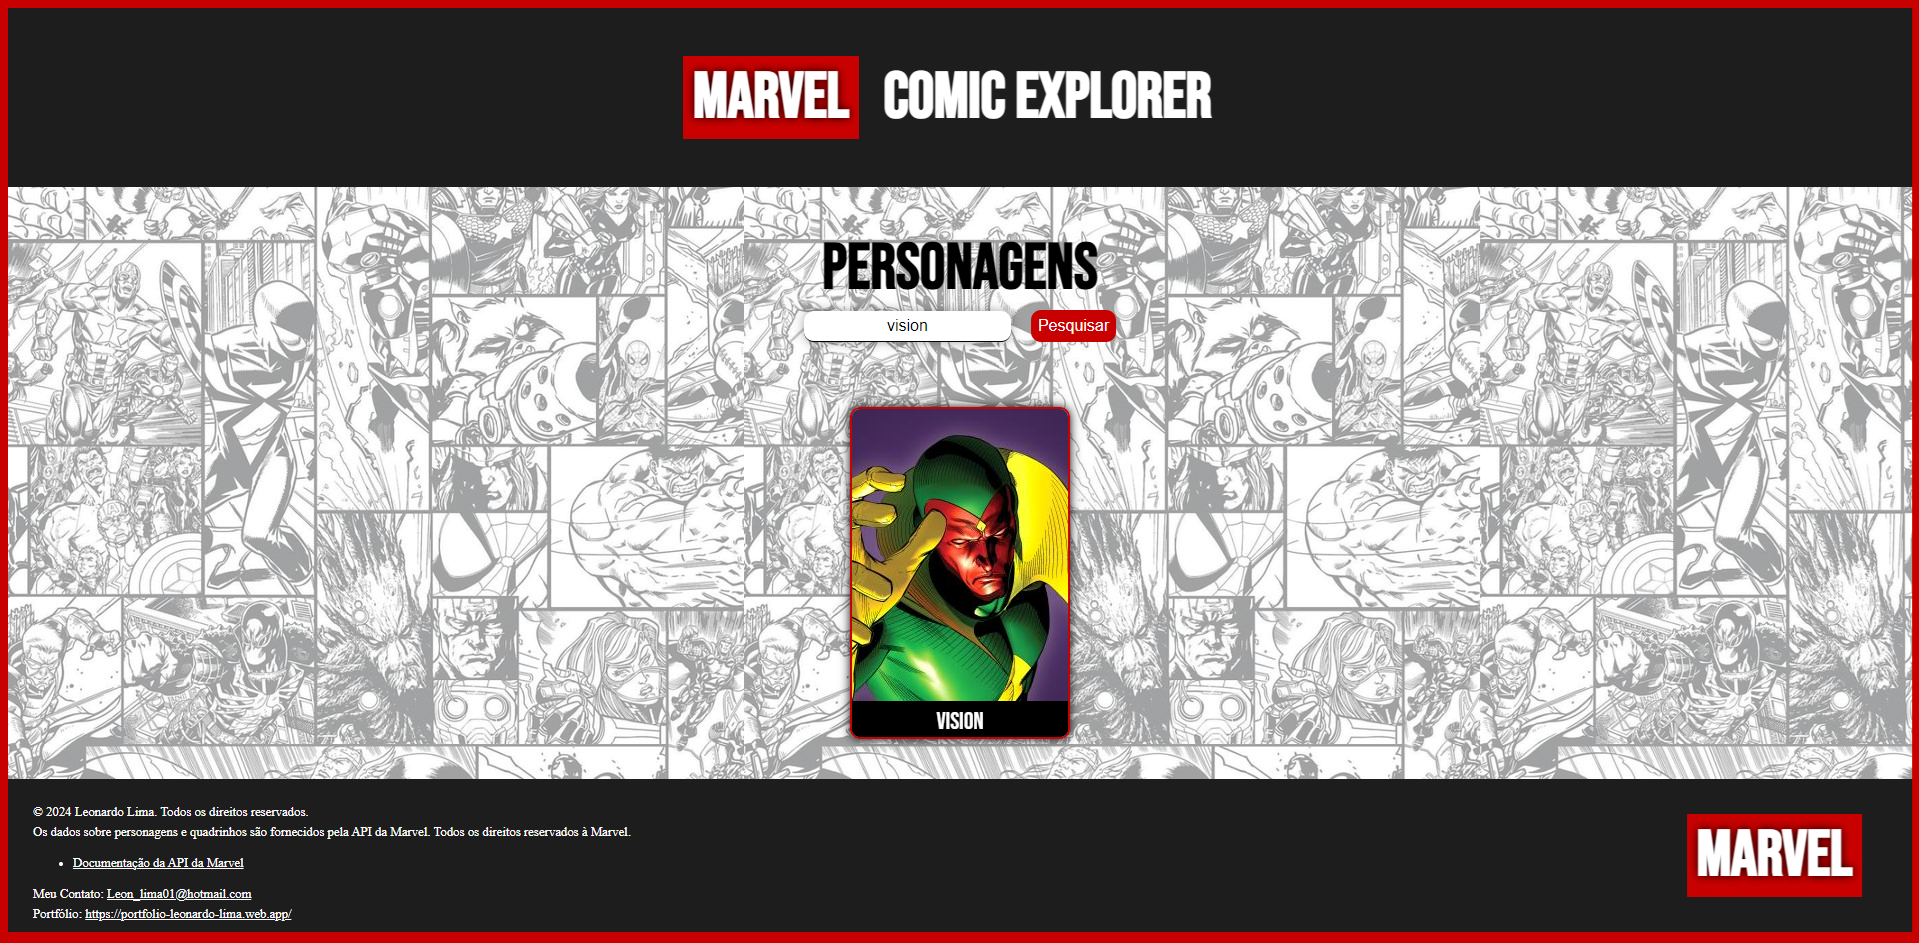 MARVEL COMIC EXPLORER
PERSONAGENS
vision Pesquisar
VISION
© 2024 Leonardo Lima. Todos os direitos reservados.
Os dados sobre personagens e quadrinhos são fornecidos pela API da Marvel. Todos os direitos reservados à Marvel.
• Documentação da API da Marvel
Meu Contato: Leon_lima01@hotmail.com
Portfólio: https://portfolio-leonardo-lima.web.app/
MARVEL